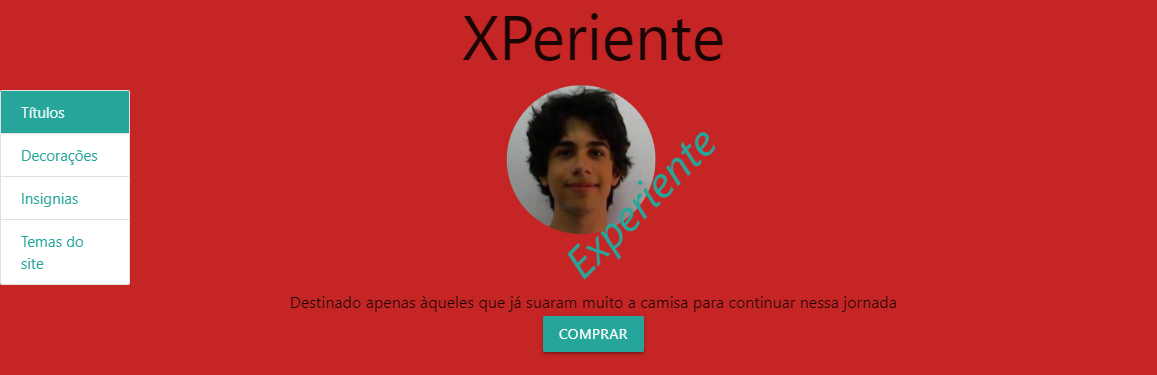 XPeriente
Títulos
Decorações
Insignias
Temas do
site
Experiente
Destinado apenas àqueles que já suaram muito a camisa para continuar nessa jornada
COMPRAR